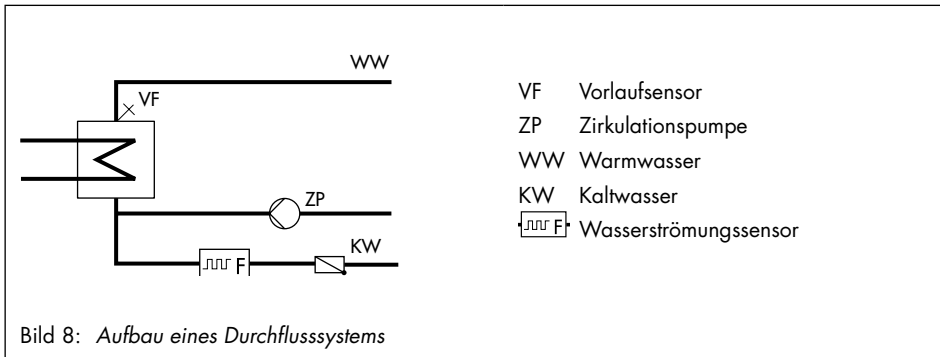 WW
VF
ZP
KW
F
VF Vorlaufsensor
ZP Zirkulationspumpe
WW Warmwasser
KW Kaltwasser
F Wasserströmungssensor
Bild 8: Aufbau eines Durchflusssystems